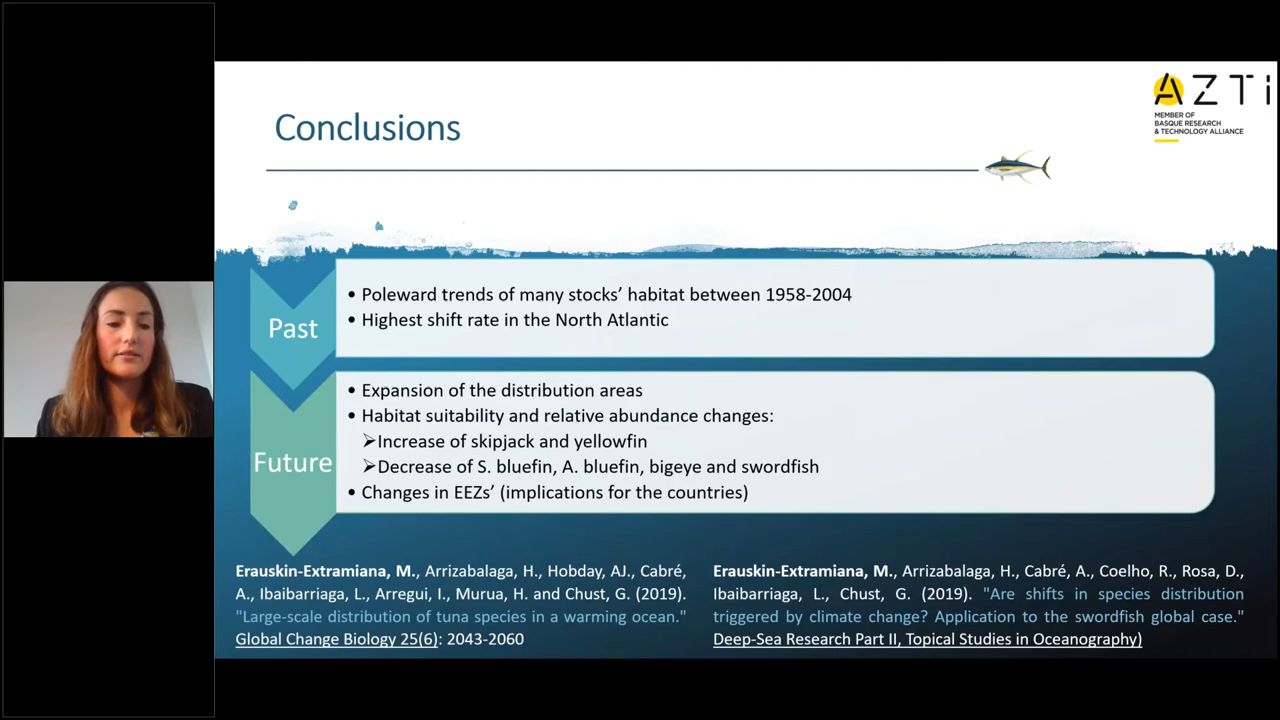 AZTi
MEMBER OF
BASQUE RESEARCH
& TECHNOLOGY ALLIANCE
Conclusions
Past
• Poleward trends of many stocks’ habitat between 1958-2004
• Highest shift rate in the North Atlantic
Future
• Expansion of the distribution areas
• Habitat suitability and relative abundance changes:
➢Increase of skipjack and yellowfin
➢Decrease of S. bluefin, A. bluefin, bigeye and swordfish
• Changes in EEZs’ (implications for the countries)
Erauskin-Extramiana, M., Arrizabalaga, H., Hobday, AJ., Cabré,
A., Ibaibarriaga, L., Arregui, I., Murua, H. and Chust, G. (2019).
"Large-scale distribution of tuna species in a warming ocean."
Global Change Biology 25(6): 2043-2060
Erauskin-Extramiana, M., Arrizabalaga, H., Cabré, A., Coelho, R., Rosa, D.,
Ibaibarriaga, L., Chust, G. (2019). "Are shifts in species distribution
triggered by climate change? Application to the swordfish global case."
Deep-Sea Research Part II, Topical Studies in Oceanography)